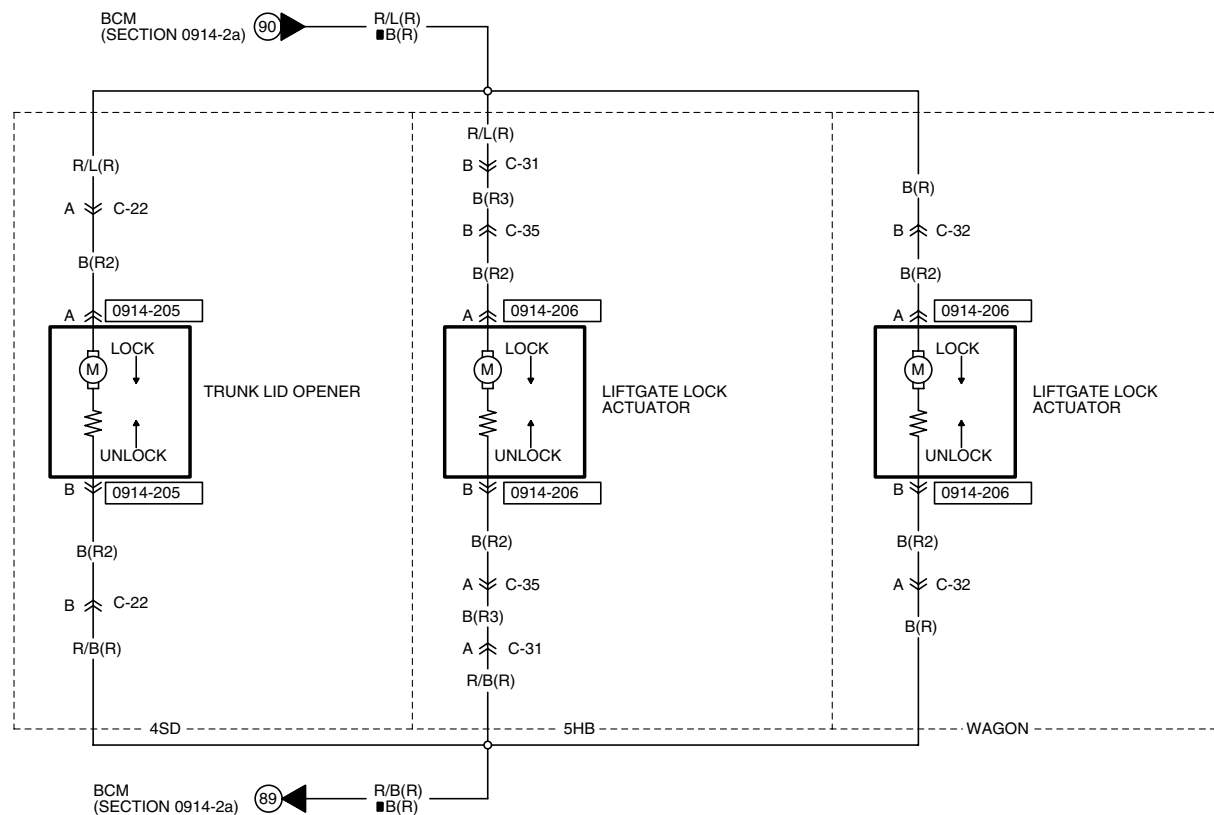 BCM
(SECTION 0914-2a)
90
R/L(R)
■B(R)
R/L(R)
A C-22
B(R2)
A 0914-205
LOCK
M
UNLOCK
TRUNK LID OPENER
B 0914-205
B(R2)
B C-22
R/B(R)
4SD
R/L(R)
B C-31
B(R3)
B C-35
B(R2)
A 0914-206
LOCK
M
UNLOCK
LIFTGATE LOCK
ACTUATOR
B 0914-206
B(R2)
A C-35
B(R3)
A C-31
R/B(R)
5HB
B(R)
B C-32
B(R2)
A 0914-206
LOCK
M
UNLOCK
LIFTGATE LOCK
ACTUATOR
B 0914-206
B(R2)
A C-32
B(R)
WAGON
BCM
(SECTION 0914-2a)
89
R/B(R)
■B(R)